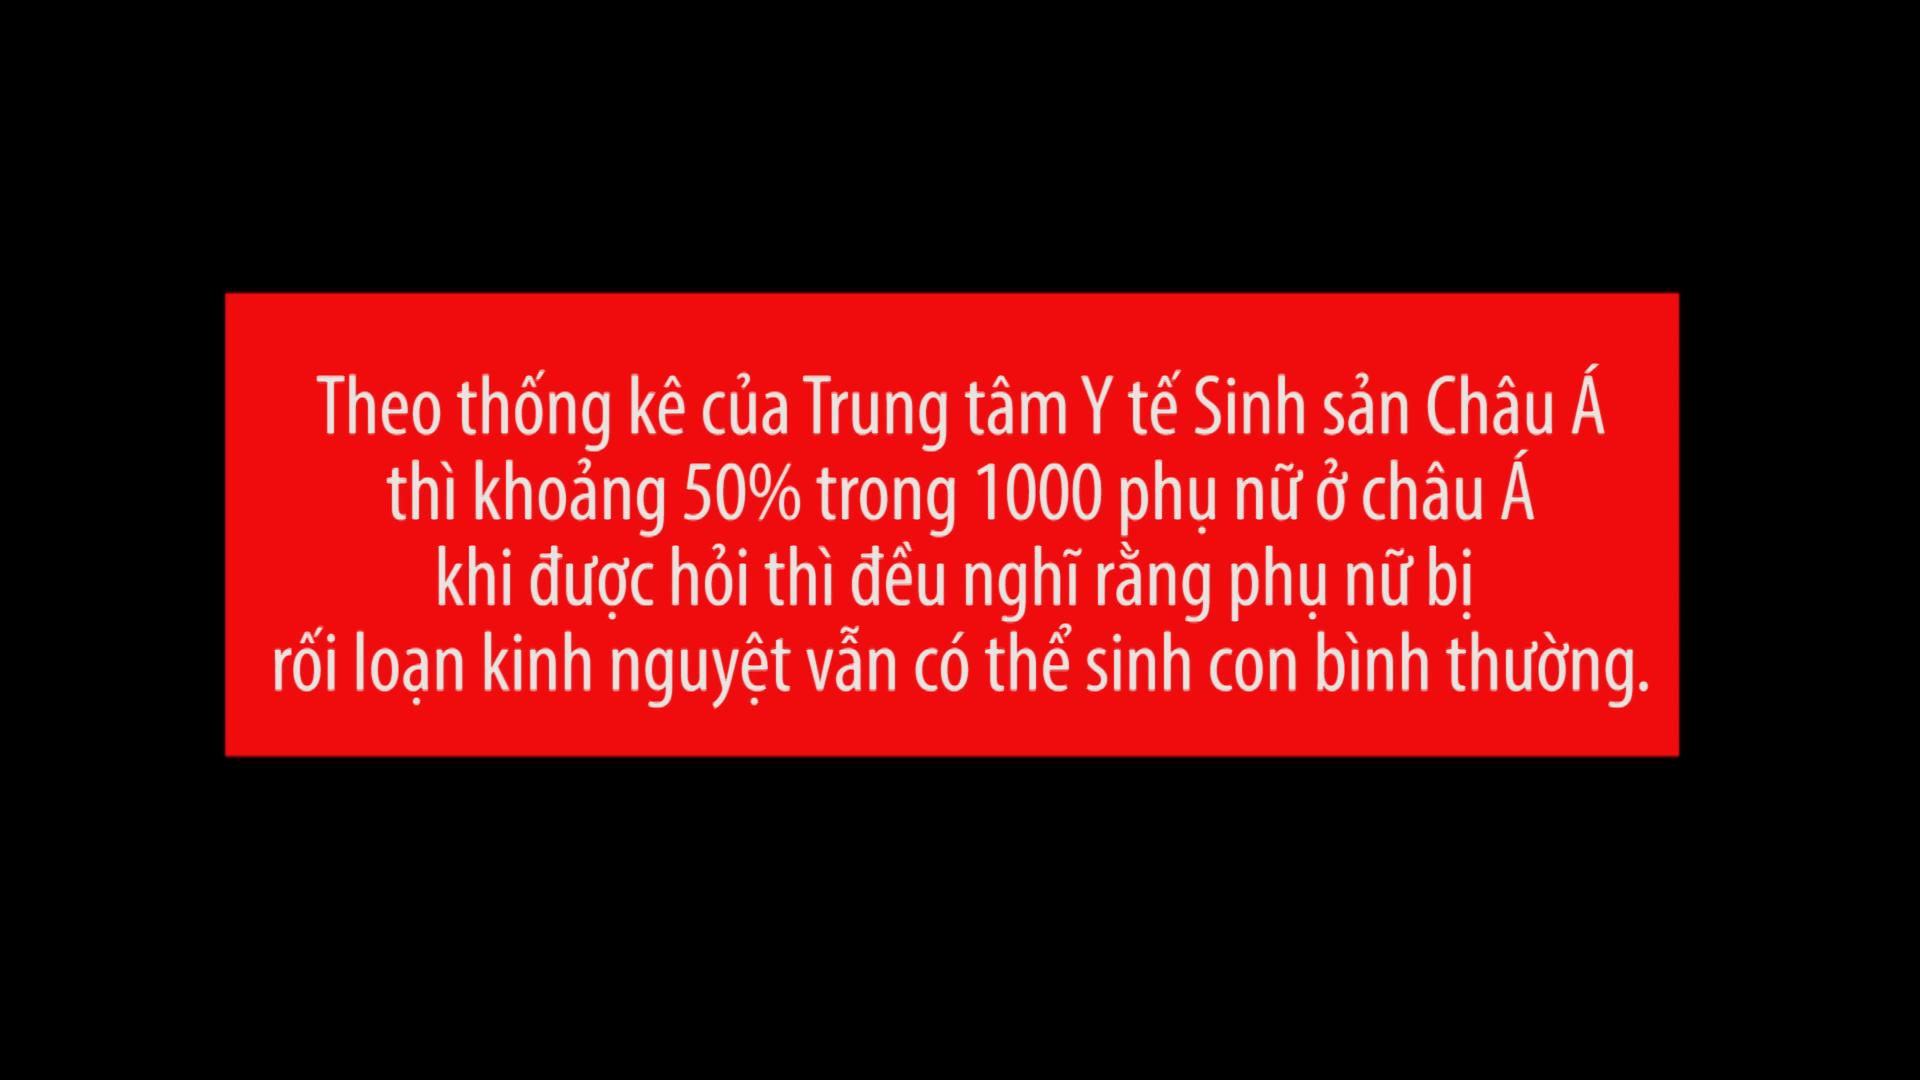 Theo thống kê của Trung tâm Y tế Sinh sản Châu Á
thì khoảng 50% trong 1000 phụ nữ ở châu Á
khi được hỏi thì đều nghĩ rằng phụ nữ bị
rối loạn kinh nguyệt vẫn có thể sinh con bình thường.